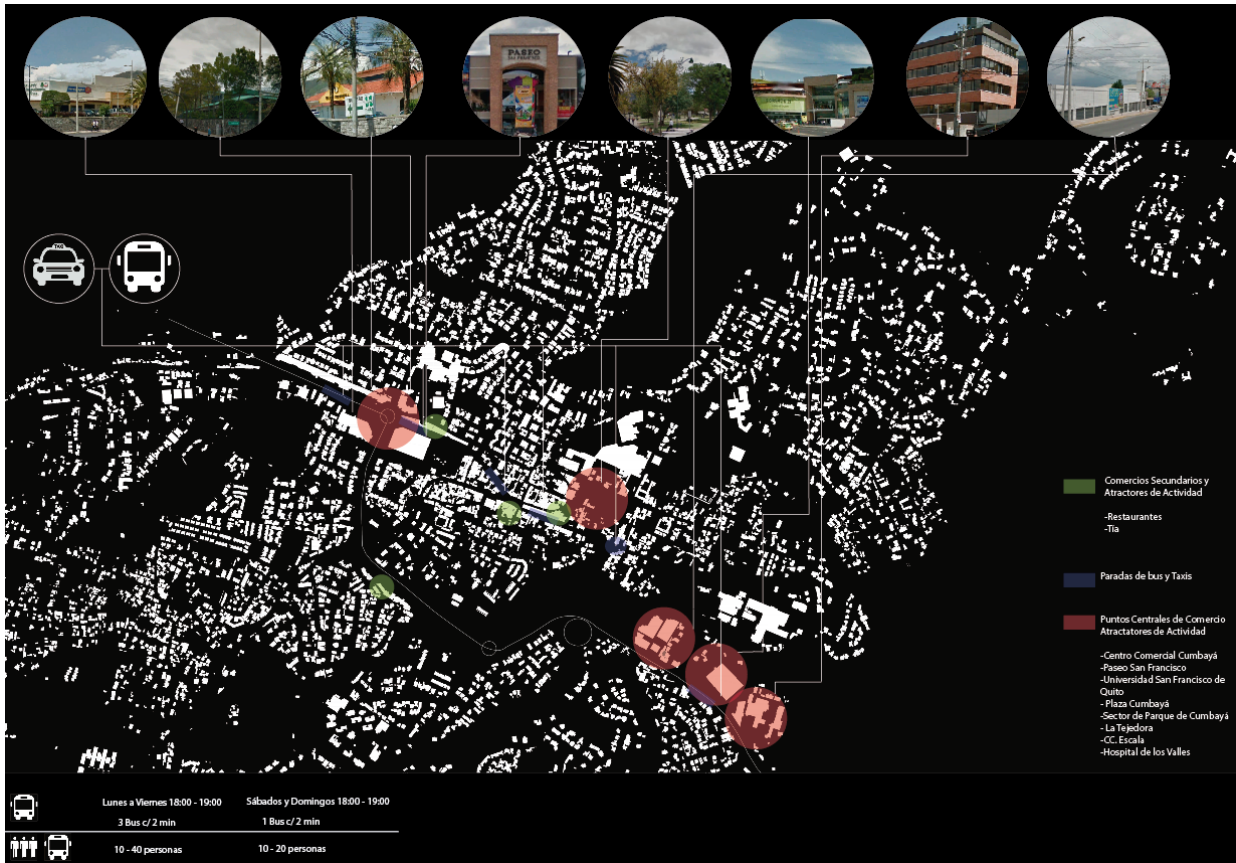 PASEO
TAXI
Comercios Secundarios y
Atractores de Actividad
-Restaurantes
-Tía
Paradas de bus y Taxis
Puntos Centrales de Comercio
Atractatores de Actividad
-Centro Comercial Cumbayá
-Paseo San Francisco
-Universidad San Francisco de
Quito
- Plaza Cumbayá
-Sector de Parque de Cumbayá
- La Tejedora
-CC. Escala
-Hospital de los Valles
Lunes a Viernes 18:00 - 19:00
Sábados y Domingos 18:00 - 19:00
3 Bus c/ 2 min
1 Bus c/ 2 min
10 - 40 personas
10 - 20 personas